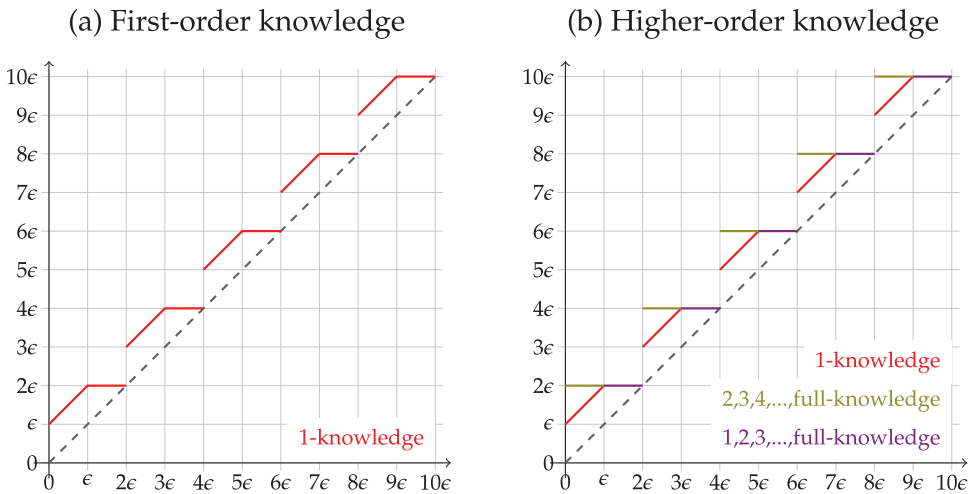 (a) First-order knowledge
10ϵ
9ϵ
8ϵ
7ϵ
6ϵ
5ϵ
4ϵ
3ϵ
2ϵ
ϵ
0
1-knowledge
0 ϵ 2ϵ 3ϵ 4ϵ 5ϵ 6ϵ 7ϵ 8ϵ 9ϵ 10ϵ
(b) Higher-order knowledge
10ϵ
9ϵ
8ϵ
7ϵ
6ϵ
5ϵ
4ϵ
3ϵ
2ϵ
ϵ
0
1-knowledge
2,3,4,...,full-knowledge
1,2,3,...,full-knowledge
0 ϵ 2ϵ 3ϵ 4ϵ 5ϵ 6ϵ 7ϵ 8ϵ 9ϵ 10ϵ